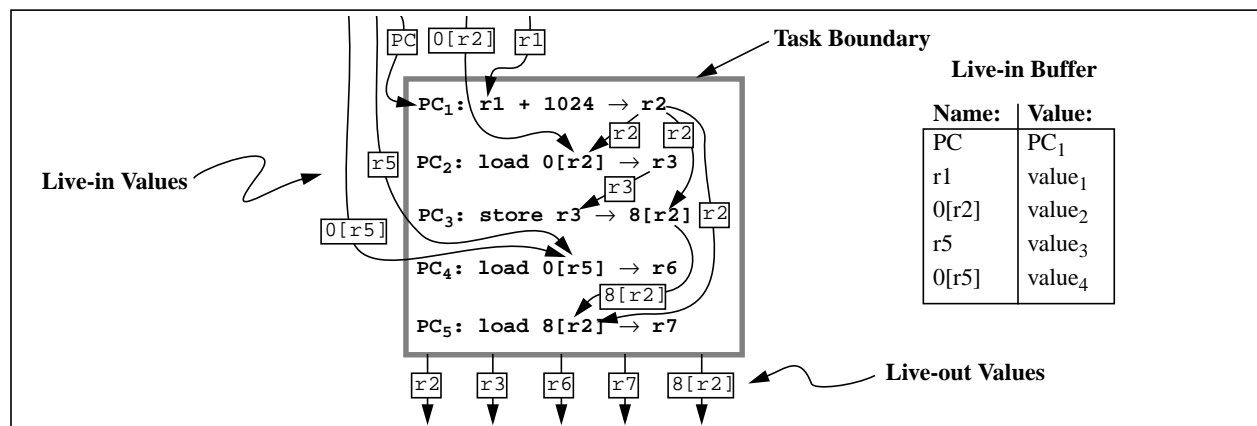 PC 0[r2] r1
Task Boundary
Live-in Buffer
PC1: r1 + 1024 → r2
Name: Value:
r2 r2
PC PC1
PC2: load 0[r2] → r3
r5
Live-in Values
r3
r1 value1
PC3: store r3 → 8[r2]
r2
0[r2] value2
0[r5]
r5 value3
PC4: load 0[r5] → r6
0[r5] value4
8[r2]
PC5: load 8[r2] → r7
r2 r3 r6 r7 8[r2]
Live-out Values